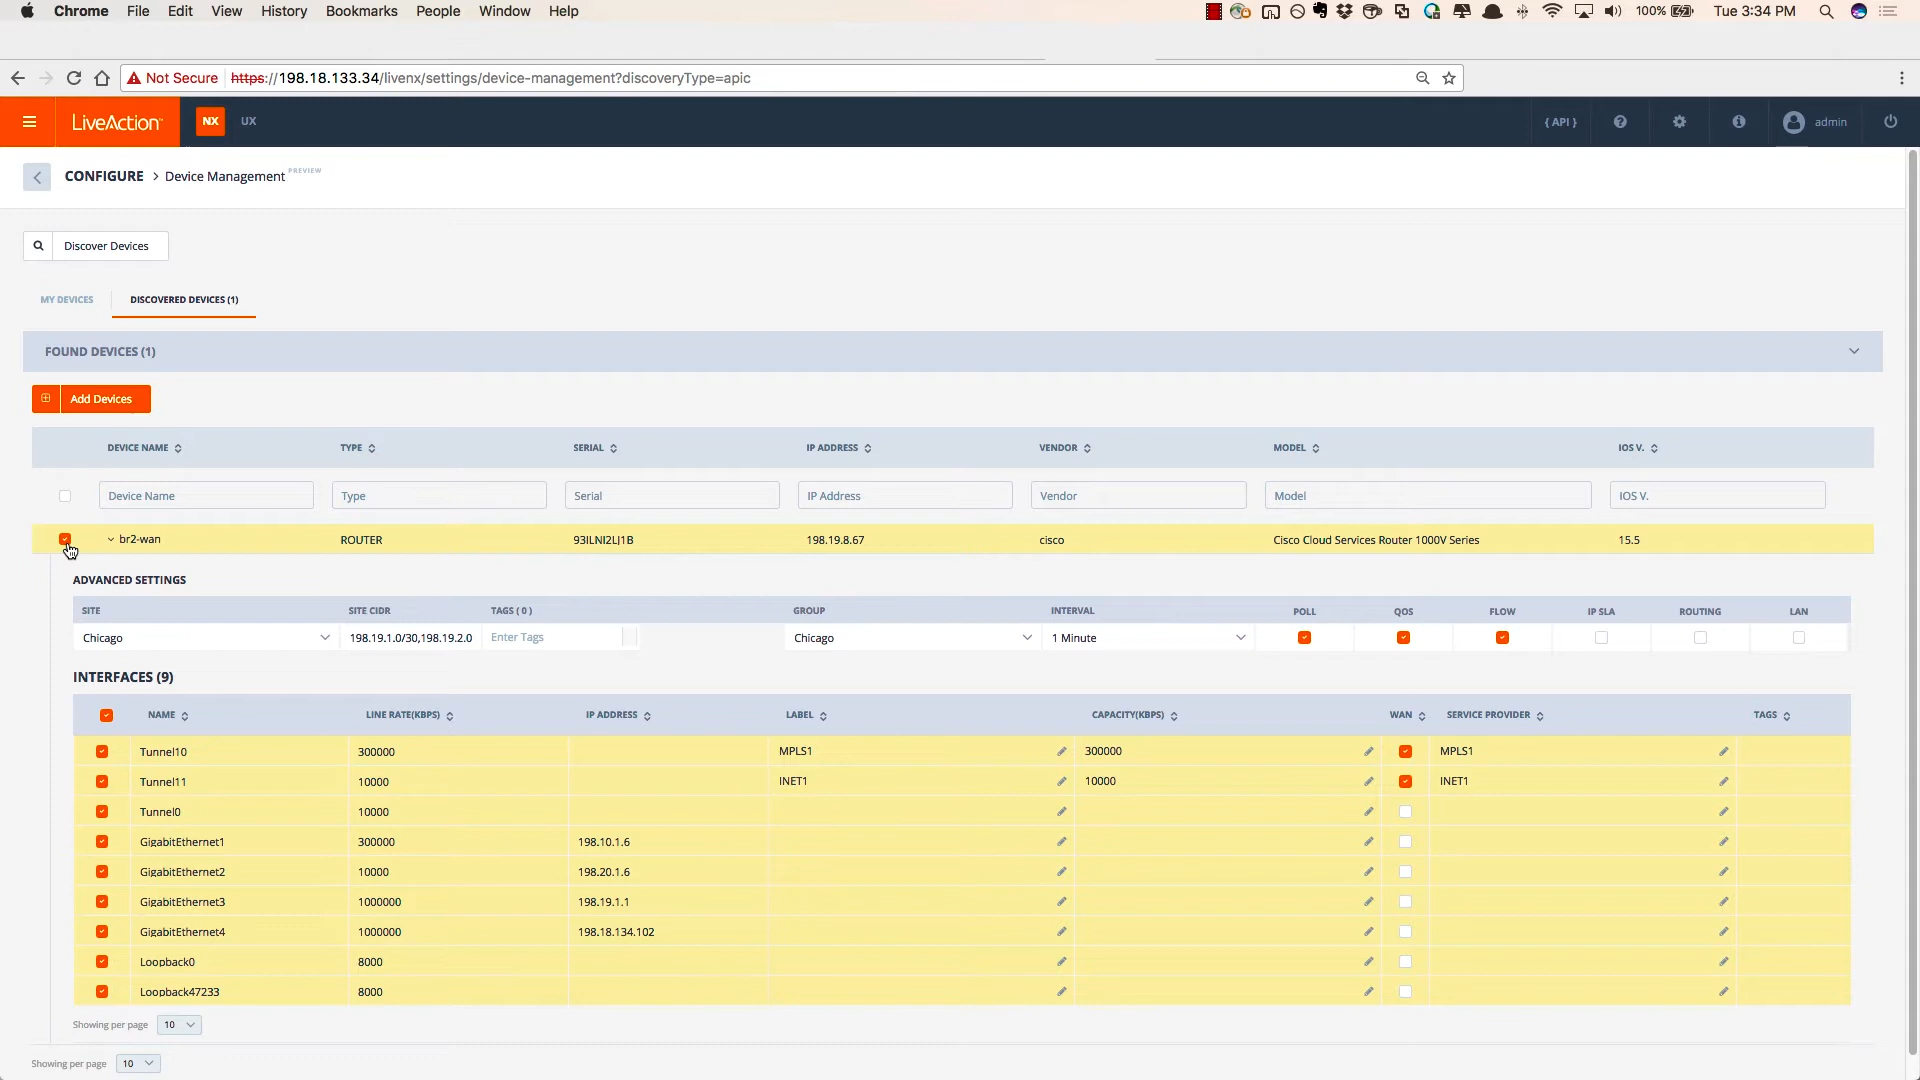 Chrome File Edit View History Bookmarks People Window Help 100% Tue 3:34 PM
Not Secure https://198.18.133.34/livenx/settings/device-management?discoveryType=apic
LiveAction NX UX { API } admin
CONFIGURE > Device Management PREVIEW
Discover Devices
MY DEVICES DISCOVERED DEVICES (1)
FOUND DEVICES (1)
Add Devices
DEVICE NAME TYPE SERIAL IP ADDRESS VENDOR MODEL IOS V.
Device Name Type Serial IP Address Vendor Model IOS V.
br2-wan ROUTER 93ILNI2LJ1B 198.19.8.67 cisco Cisco Cloud Services Router 1000V Series 15.5
ADVANCED SETTINGS
SITE SITE CIDR TAGS ( 0 ) GROUP INTERVAL POLL QOS FLOW IP SLA ROUTING LAN
Chicago 198.19.1.0/30,198.19.2.0 Enter Tags Chicago 1 Minute
INTERFACES (9)
NAME LINE RATE(KBPS) IP ADDRESS LABEL CAPACITY(KBPS) WAN SERVICE PROVIDER TAGS
Tunnel10 300000 MPLS1 300000 MPLS1
Tunnel11 10000 INET1 10000 INET1
Tunnel0 10000
GigabitEthernet1 300000 198.10.1.6
GigabitEthernet2 10000 198.20.1.6
GigabitEthernet3 1000000 198.19.1.1
GigabitEthernet4 1000000 198.18.134.102
Loopback0 8000
Loopback47233 8000
Showing per page 10
Showing per page 10